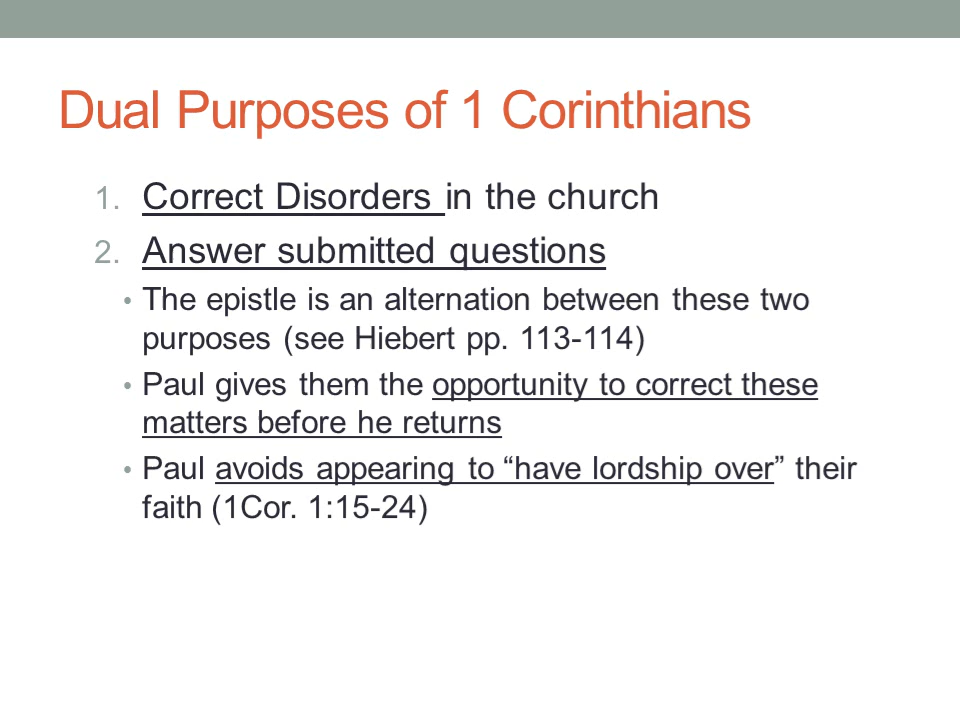 Dual Purposes of 1 Corinthians
1. Correct Disorders in the church
2. Answer submitted questions
• The epistle is an alternation between these two
purposes (see Hiebert pp. 113-114)
• Paul gives them the opportunity to correct these
matters before he returns
• Paul avoids appearing to “have lordship over” their
faith (1Cor. 1:15-24)